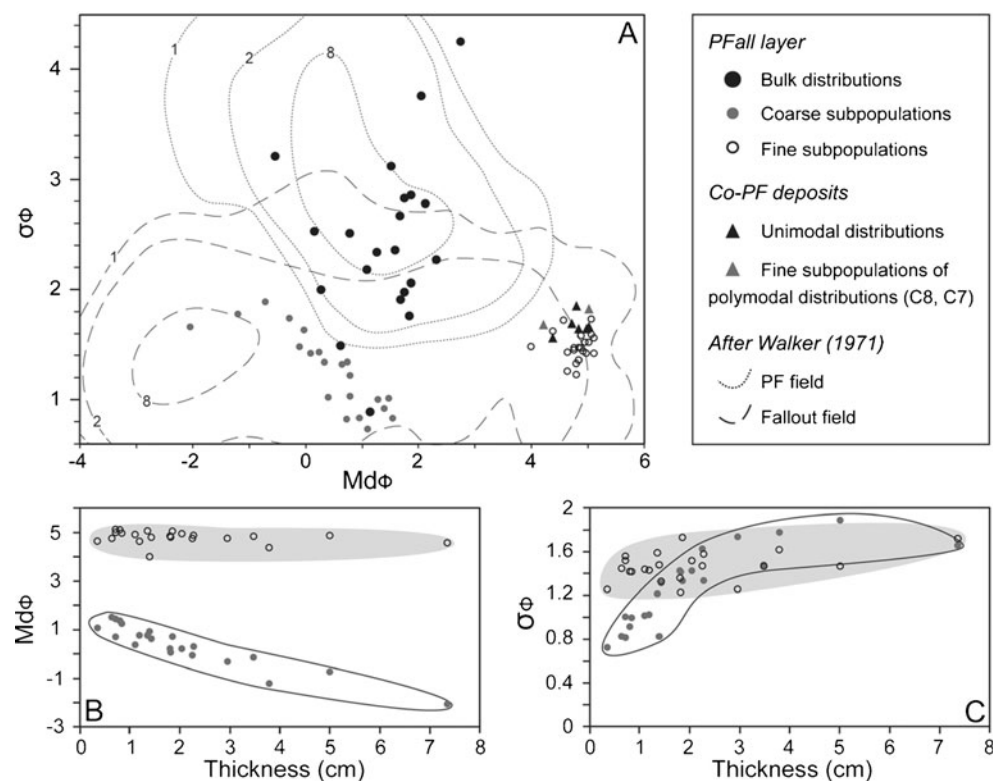 A
1
2
8
1
2
8
4
3
2
1
σΦ
-4
-2
0
2
4
6
MdΦ
PFall layer
Bulk distributions
Coarse subpopulations
Fine subpopulations
Co-PF deposits
Unimodal distributions
Fine subpopulations of
polymodal distributions (C8, C7)
After Walker (1971)
PF field
Fallout field
5
3
1
-1
-3
MdΦ
B
0
1
2
3
4
5
6
7
8
Thickness (cm)
2
1.6
1.2
0.8
0.4
0
σΦ
C
0
1
2
3
4
5
6
7
8
Thickness (cm)